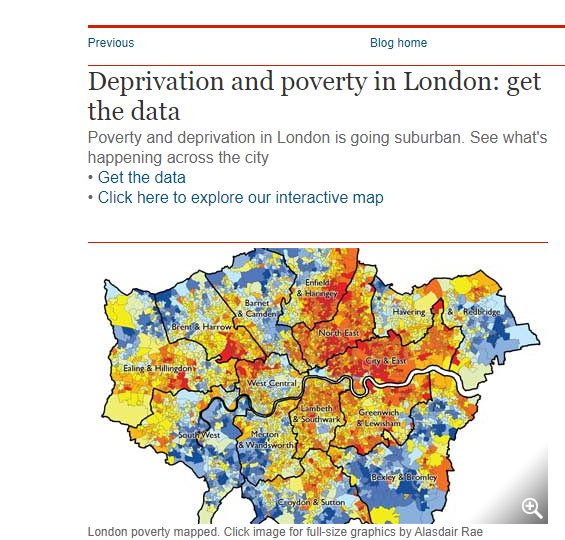 Previous
Blog home
Deprivation and poverty in London: get
the data
Poverty and deprivation in London is going suburban. See what's
happening across the city
• Get the data
• Click here to explore our interactive map
Enfield
& Haringey
Barnet
& Camden
Havering & Redbridge
Brent & Harrow
North East
City & East
Ealing & Hillingdon
West Central
Lambeth
& Southwark
Greenwich
& Lewisham
South West
Merton
& Wandsworth
Bexley & Bromley
Croydon & Sutton
London poverty mapped. Click image for full-size graphics by Alasdair Rae